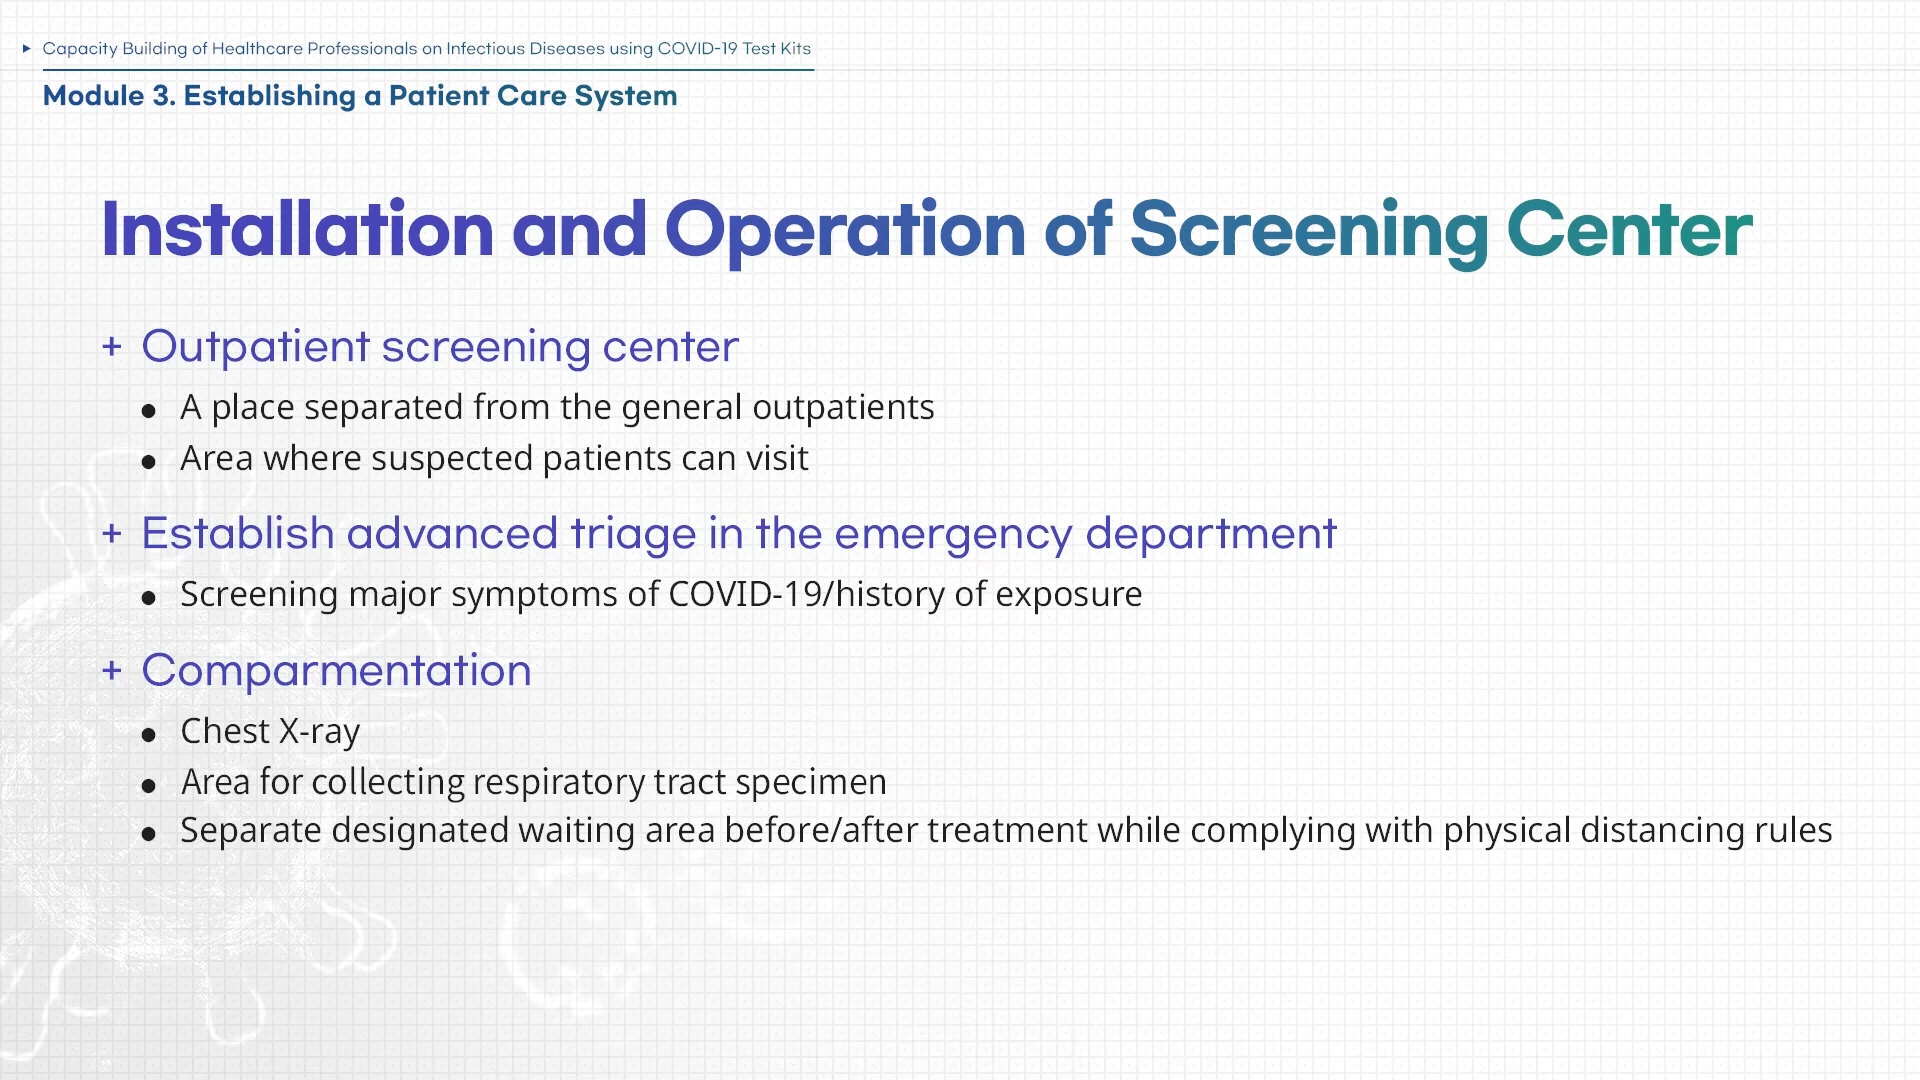 ▸ Capacity Building of Healthcare Professionals on Infectious Diseases using COVID-19 Test Kits
Module 3. Establishing a Patient Care System
Installation and Operation of Screening Center
+ Outpatient screening center
● A place separated from the general outpatients
● Area where suspected patients can visit
+ Establish advanced triage in the emergency department
● Screening major symptoms of COVID-19/history of exposure
+ Comparmentation
● Chest X-ray
● Area for collecting respiratory tract specimen
● Separate designated waiting area before/after treatment while complying with physical distancing rules